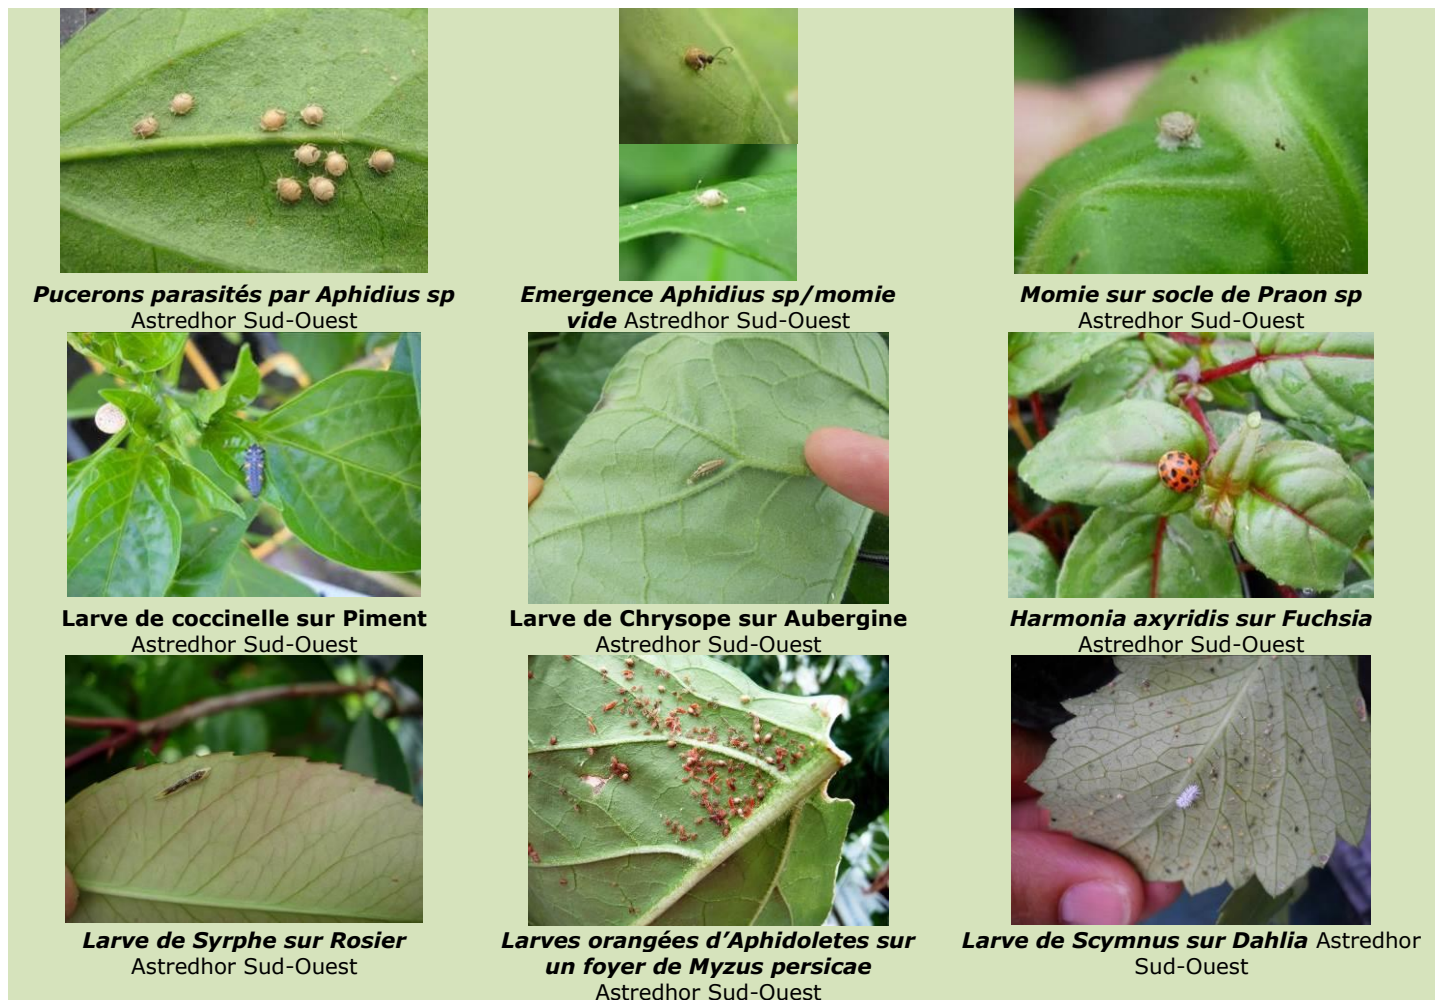 Pucerons parasités par Aphidius sp
Astredhor Sud-Ouest
Emergence Aphidius sp/momie
vide Astredhor Sud-Ouest
Momie sur socle de Praon sp
Astredhor Sud-Ouest
Larve de coccinelle sur Piment
Astredhor Sud-Ouest
Larve de Chrysope sur Aubergine
Astredhor Sud-Ouest
Harmonia axyridis sur Fuchsia
Astredhor Sud-Ouest
Larve de Syrphe sur Rosier
Astredhor Sud-Ouest
Larves orangées d’Aphidoletes sur
un foyer de Myzus persicae
Astredhor Sud-Ouest
Larve de Scymnus sur Dahlia Astredhor
Sud-Ouest